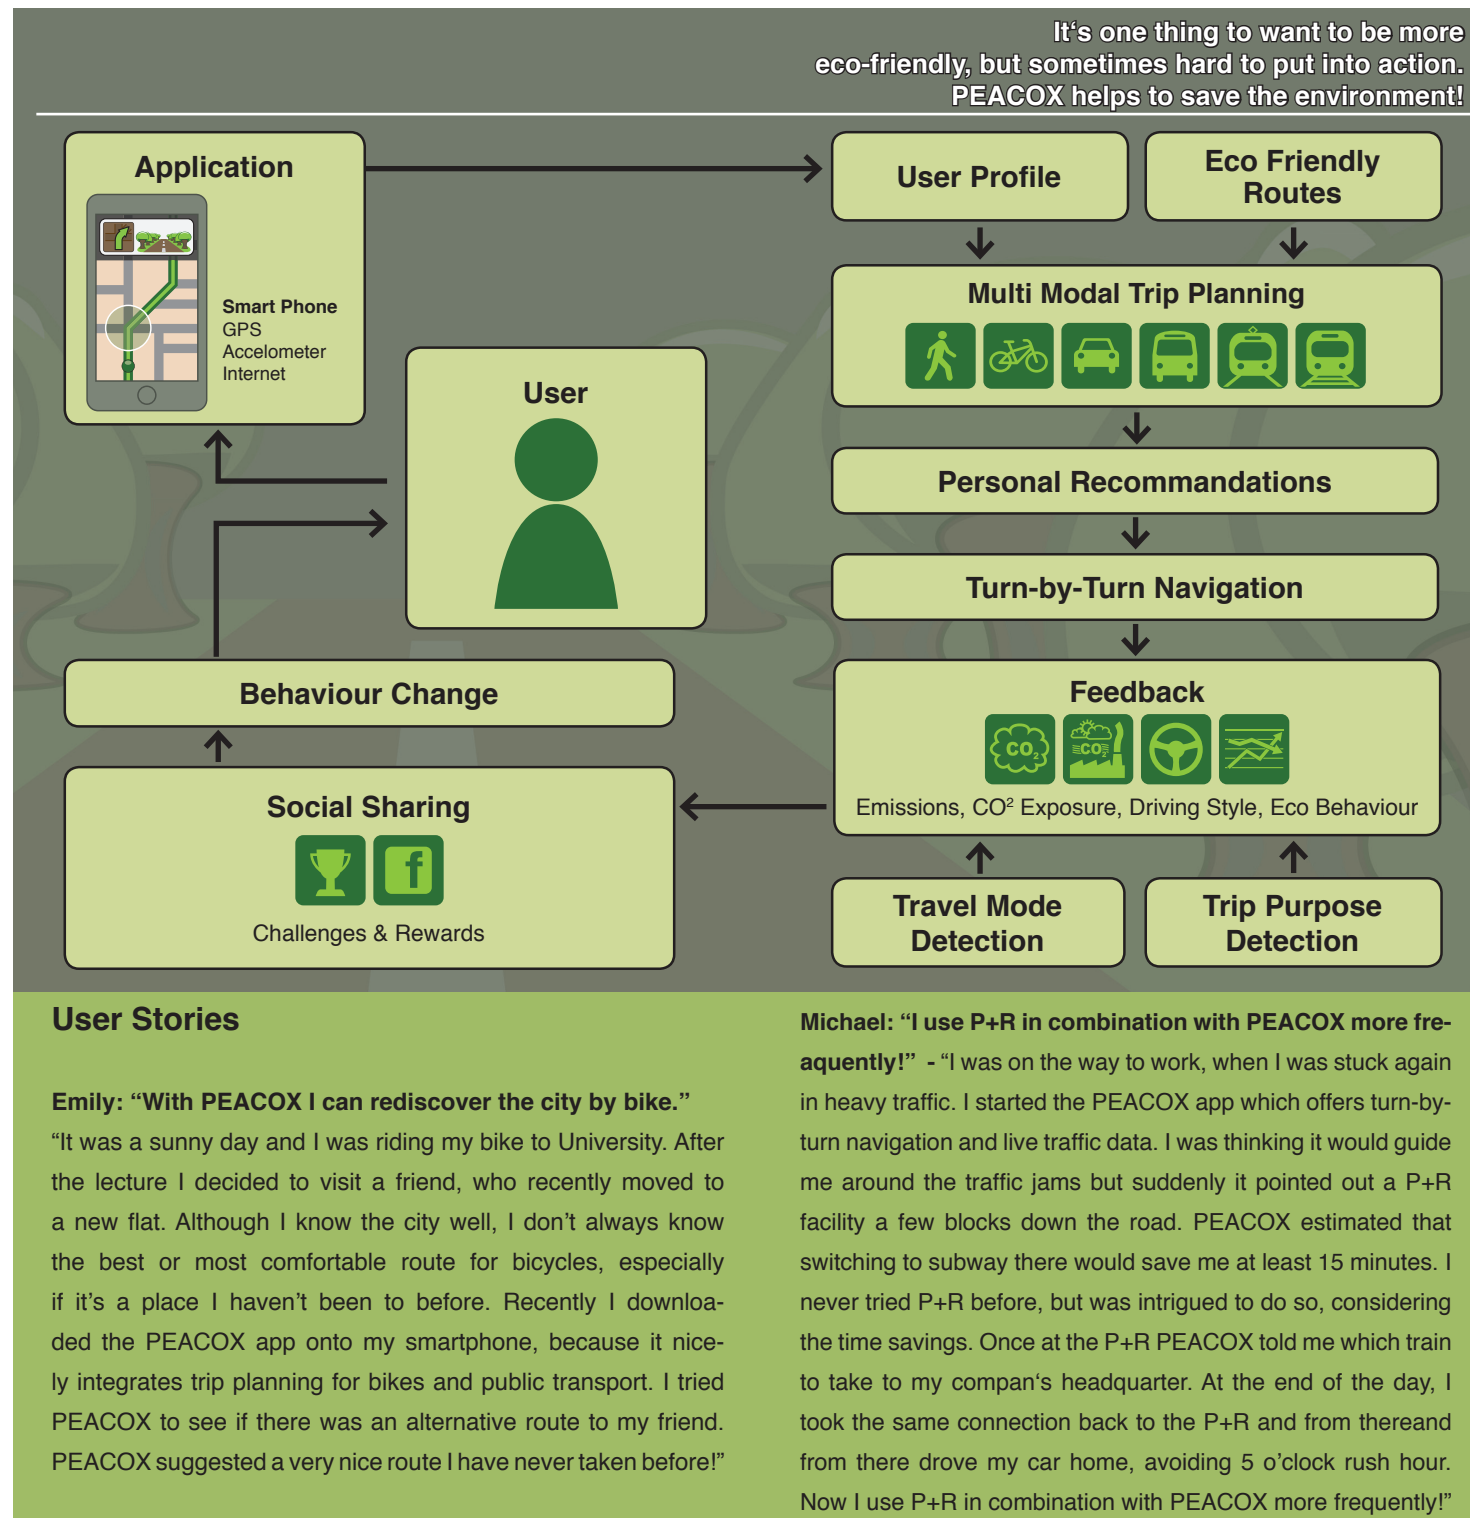 It‘s one thing to want to be more
eco-friendly, but sometimes hard to put into action.
PEACOX helps to save the environment!
Application
Smart Phone
GPS
Accelometer
Internet
User
User Profile
Eco Friendly
Routes
Multi Modal Trip Planning
Personal Recommandations
Turn-by-Turn Navigation
Feedback
CO2
CO2
Emissions, CO² Exposure, Driving Style, Eco Behaviour
Travel Mode
Detection
Trip Purpose
Detection
Behaviour Change
Social Sharing
f
Challenges & Rewards
User Stories
Emily: “With PEACOX I can rediscover the city by bike.”
“It was a sunny day and I was riding my bike to University. After
the lecture I decided to visit a friend, who recently moved to
a new flat. Although I know the city well, I don’t always know
the best or most comfortable route for bicycles, especially
if it’s a place I haven’t been to before. Recently I downloa-
ded the PEACOX app onto my smartphone, because it nice-
ly integrates trip planning for bikes and public transport. I tried
PEACOX to see if there was an alternative route to my friend.
PEACOX suggested a very nice route I have never taken before!”
Michael: “I use P+R in combination with PEACOX more fre-
aquently!” - “I was on the way to work, when I was stuck again
in heavy traffic. I started the PEACOX app which offers turn-by-
turn navigation and live traffic data. I was thinking it would guide
me around the traffic jams but suddenly it pointed out a P+R
facility a few blocks down the road. PEACOX estimated that
switching to subway there would save me at least 15 minutes. I
never tried P+R before, but was intrigued to do so, considering
the time savings. Once at the P+R PEACOX told me which train
to take to my compan‘s headquarter. At the end of the day, I
took the same connection back to the P+R and from thereand
from there drove my car home, avoiding 5 o’clock rush hour.
Now I use P+R in combination with PEACOX more frequently!”